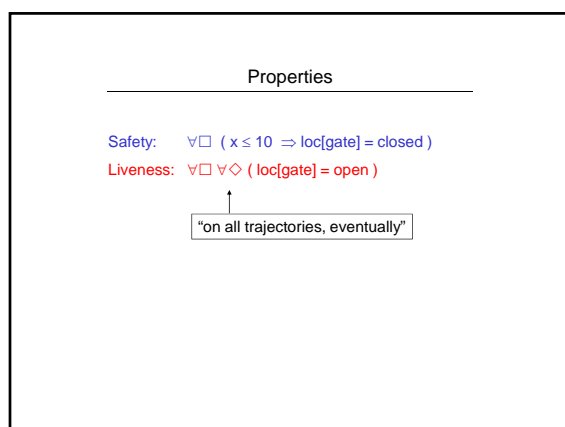 Properties
Safety: ∀□ ( x ≤ 10 ⇒ loc[gate] = closed )
Liveness: ∀□ ∀◇ ( loc[gate] = open )
“on all trajectories, eventually”